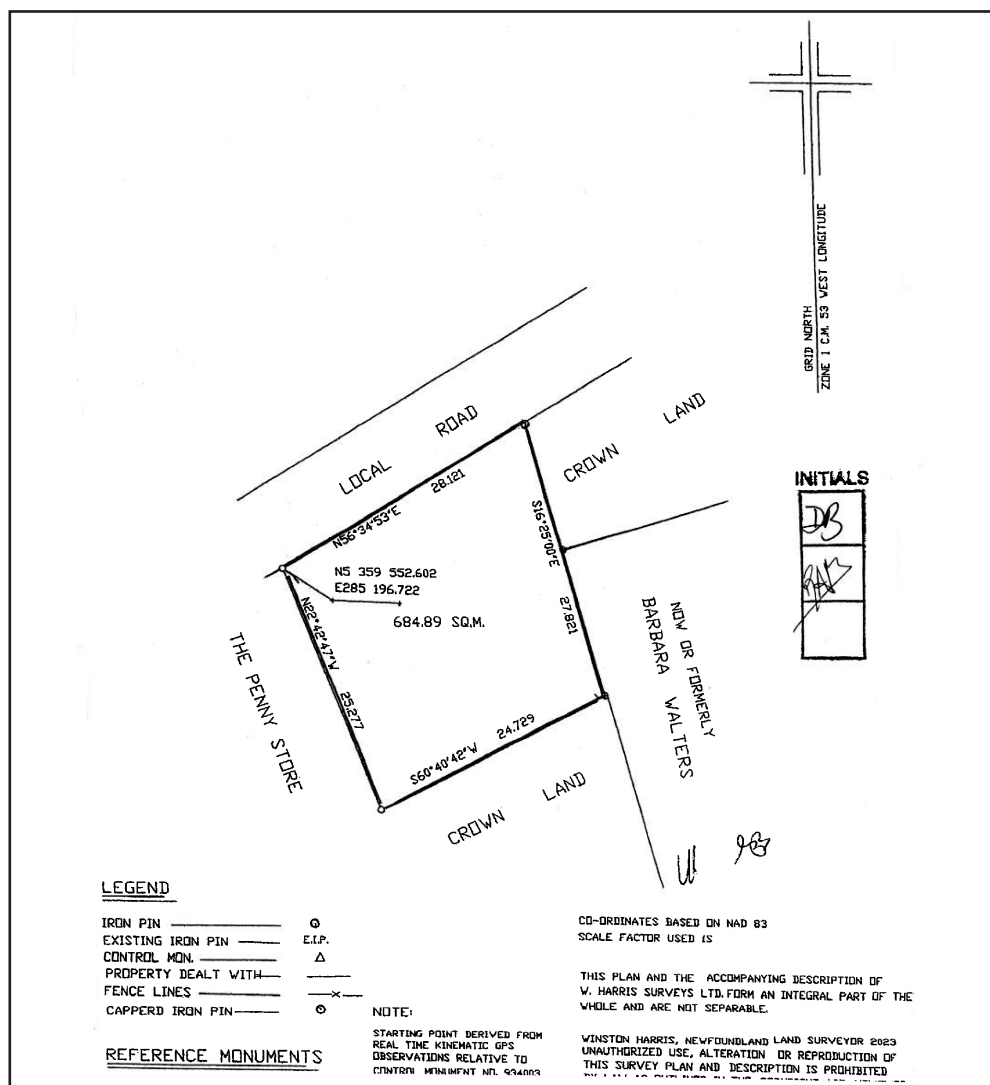 GRID NORTH
ZONE 1 C.M. 53 WEST LONGITUDE
LOCAL ROAD
CROWN LAND
N56°34'53"E
28.121
S16°25'00"E
27.821
N5 359 552.602
E285 196.722
684.89 SQ.M.
N22°42'47"W
25.277
THE PENNY STORE
S60°40'42"W
24.729
CROWN LAND
NOW OR FORMERLY
BARBARA WALTERS
INITIALS
DB
LEGEND
IRON PIN
EXISTING IRON PIN E.I.P.
CONTROL MON.
PROPERTY DEALT WITH
FENCE LINES
CAPPERD IRON PIN
REFERENCE MONUMENTS
NOTE:
STARTING POINT DERIVED FROM
REAL TIME KINEMATIC GPS
OBSERVATIONS RELATIVE TO
CONTROL MONUMENT NO. 934003
CO-ORDINATES BASED ON NAD 83
SCALE FACTOR USED IS
THIS PLAN AND THE ACCOMPANYING DESCRIPTION OF
W. HARRIS SURVEYS LTD. FORM AN INTEGRAL PART OF THE
WHOLE AND ARE NOT SEPARABLE.
WINSTON HARRIS, NEWFOUNDLAND LAND SURVEYOR 2023
UNAUTHORIZED USE, ALTERATION OR REPRODUCTION OF
THIS SURVEY PLAN AND DESCRIPTION IS PROHIBITED